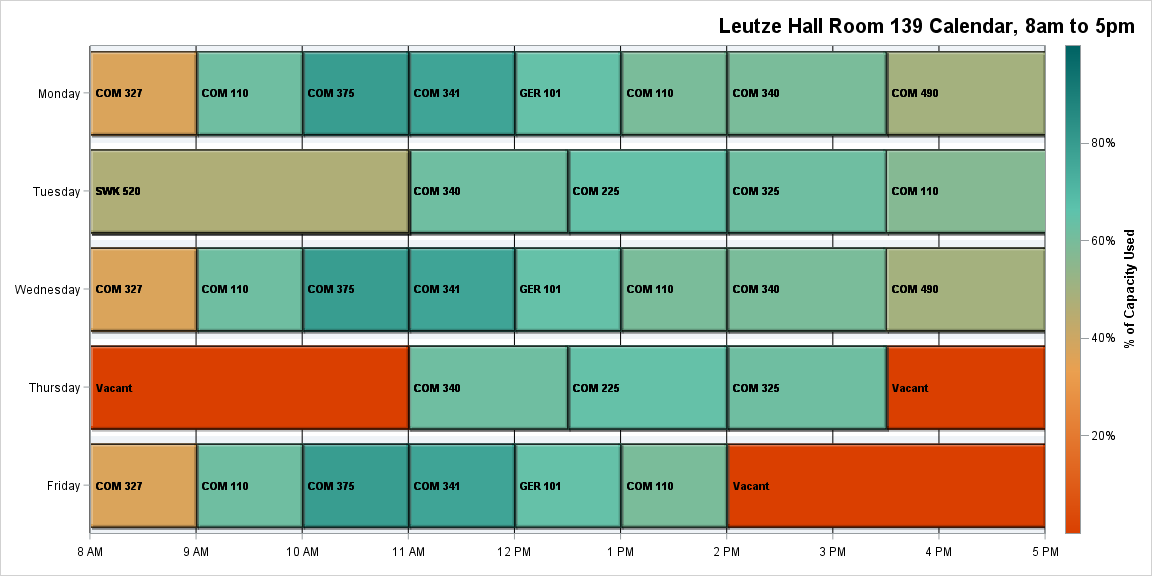 Leutze Hall Room 139 Calendar, 8am to 5pm
Monday COM 327 COM 110 COM 375 COM 341 GER 101 COM 110 COM 340 COM 490
80%
Tuesday SWK 520 COM 340 COM 225 COM 325 COM 110
60%
% of Capacity Used
Wednesday COM 327 COM 110 COM 375 COM 341 GER 101 COM 110 COM 340 COM 490
40%
Thursday Vacant COM 340 COM 225 COM 325 Vacant
20%
Friday COM 327 COM 110 COM 375 COM 341 GER 101 COM 110 Vacant
8 AM 9 AM 10 AM 11 AM 12 PM 1 PM 2 PM 3 PM 4 PM 5 PM